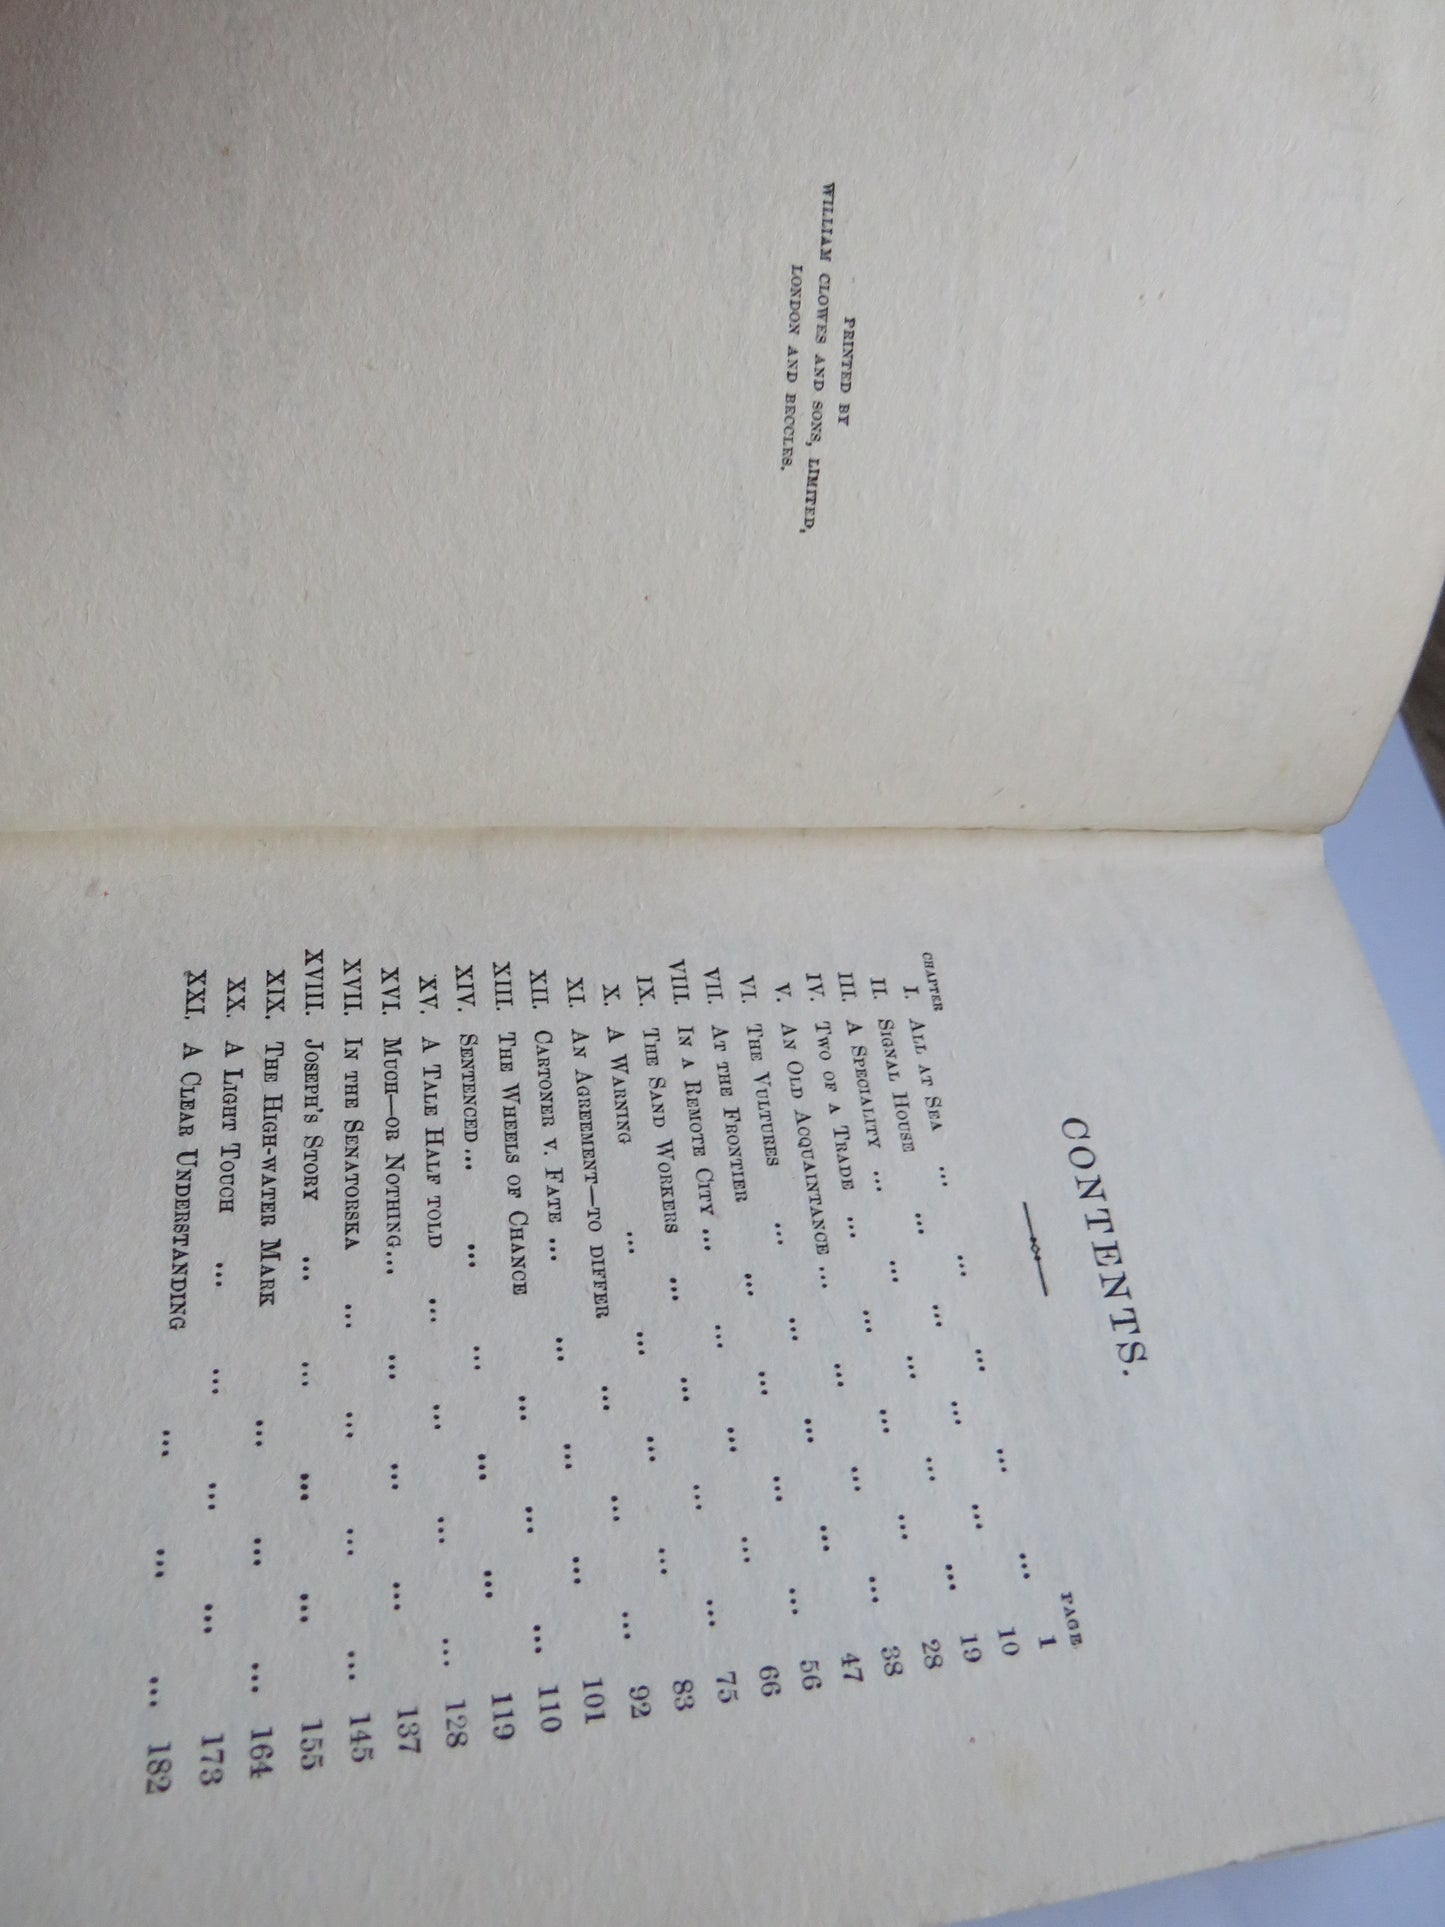 PRINTED BY
WILLIAM CLOWES AND SONS, LIMITED,
LONDON AND BECCLES.
CONTENTS.
CHAPTER PAGE
I. ALL AT SEA ... ... ... ... ... 1
II. SIGNAL HOUSE ... ... ... ... 10
III. A SPECIALITY ... ... ... ... ... 19
IV. TWO OF A TRADE ... ... ... ... 28
V. AN OLD ACQUAINTANCE ... ... ... ... 38
VI. THE VULTURES ... ... ... ... 47
VII. AT THE FRONTIER ... ... ... ... 56
VIII. IN A REMOTE CITY ... ... ... ... ... 66
IX. THE SAND WORKERS ... ... ... ... 75
X. A WARNING ... ... ... ... 83
XI. AN AGREEMENT—TO DIFFER ... ... ... 92
XII. CARTONER V. FATE ... ... ... ... 101
XIII. THE WHEELS OF CHANCE ... ... ... 110
XIV. SENTENCED ... ... ... ... ... 119
XV. A TALE HALF TOLD ... ... ... ... 128
XVI. MUCH—OR NOTHING... ... ... ... 137
XVII. IN THE SENATORSKA ... ... ... ... 145
XVIII. JOSEPH'S STORY ... ... ... ... 155
XIX. THE HIGH-WATER MARK ... ... ... 164
XX. A LIGHT TOUCH ... ... ... ... 173
XXI. A CLEAR UNDERSTANDING ... ... ... 182